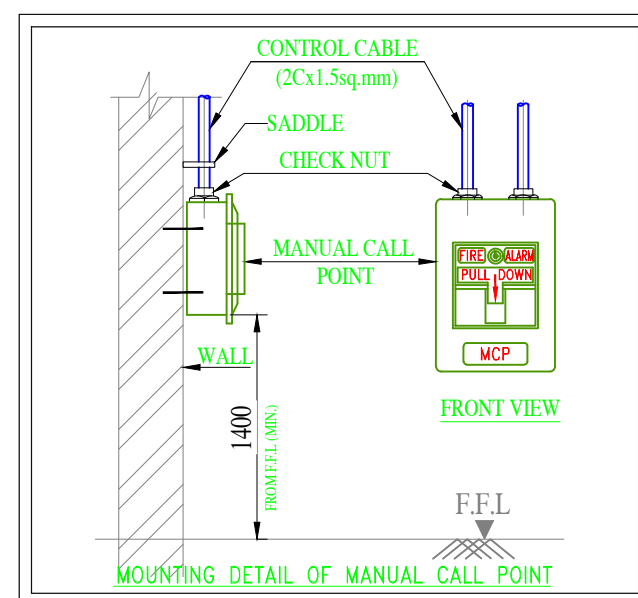 CONTROL CABLE
(2Cx1.5sq.mm)
SADDLE
CHECK NUT
MANUAL CALL
POINT
FIRE ALARM
PULL DOWN
MCP
WALL
FRONT VIEW
1400
FROM F.F.L (MIN.)
F.F.L
MOUNTING DETAIL OF MANUAL CALL POINT